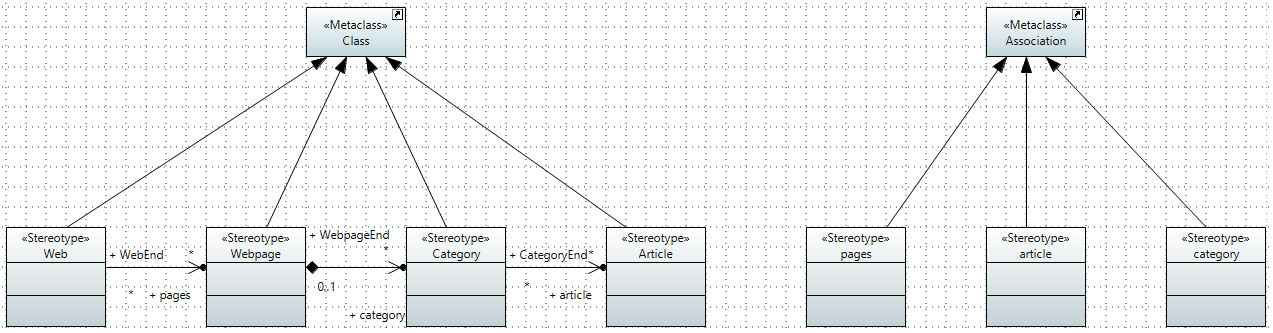 «Metaclass»
Class
«Metaclass»
Association
«Stereotype»
Web
+ WebEnd
*
* + pages
«Stereotype»
Webpage
+ WebpageEnd
*
0..1
+ category
«Stereotype»
Category
+ CategoryEnd
*
* + article
«Stereotype»
Article
«Stereotype»
pages
«Stereotype»
article
«Stereotype»
category